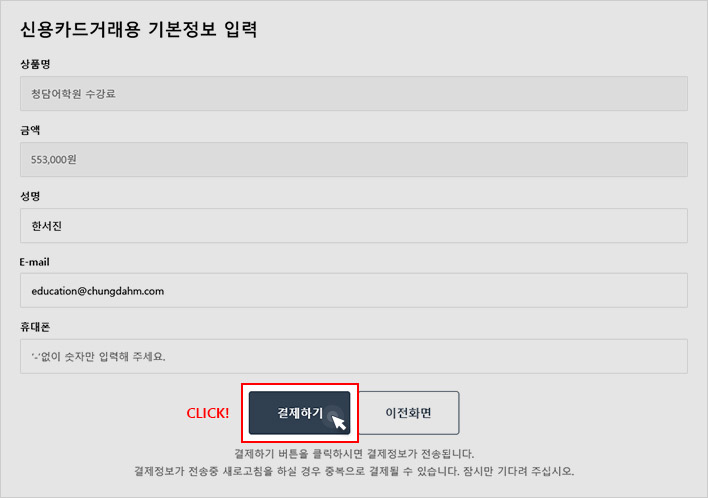 신용카드거래용 기본정보 입력
상품명
청담어학원 수강료
금액
553,000원
성명
한서진
E-mail
education@chungdahm.com
휴대폰
'-'없이 숫자만 입력해 주세요.
CLICK! 결제하기 이전화면
결제하기 버튼을 클릭하시면 결제정보가 전송됩니다.
결제정보가 전송중 새로고침을 하실 경우 중복으로 결제될 수 있습니다. 잠시만 기다려 주십시오.